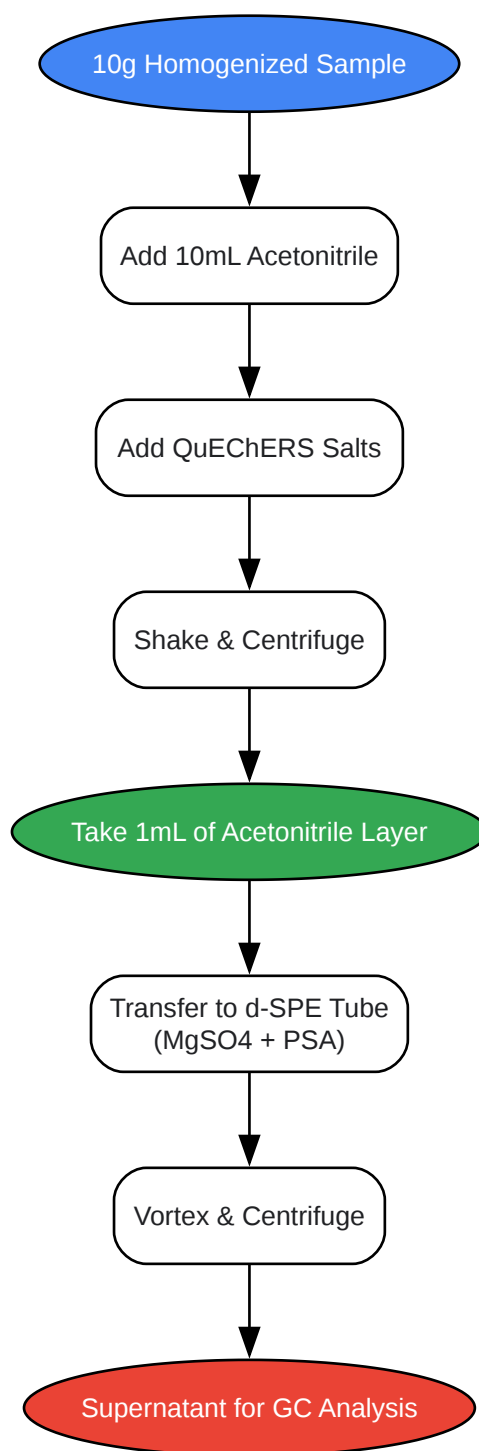 10g Homogenized Sample
Add 10mL Acetonitrile
Add QuEChERS Salts
Shake & Centrifuge
Take 1mL of Acetonitrile Layer
Transfer to d-SPE Tube
(MgSO4 + PSA)
Vortex & Centrifuge
Supernatant for GC Analysis